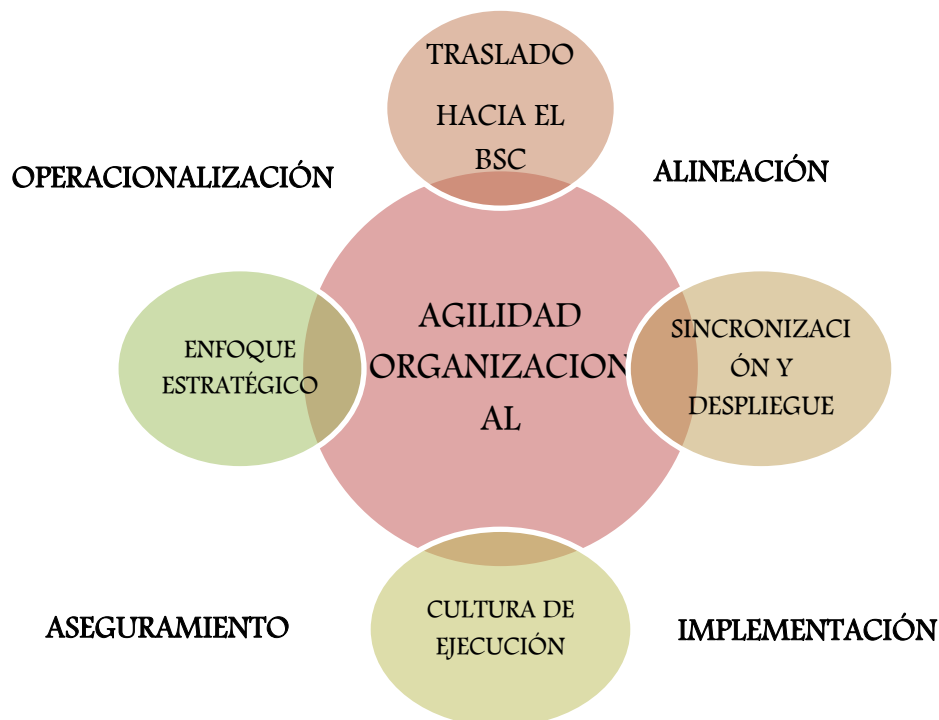 TRASLADO
HACIA EL
BSC
OPERACIONALIZACIÓN
ALINEACIÓN
AGILIDAD
ORGANIZACION
AL
ENFOQUE
ESTRATÉGICO
SINCRONIZACI
ÓN Y
DESPLIEGUE
CULTURA DE
EJECUCIÓN
ASEGURAMIENTO
IMPLEMENTACIÓN